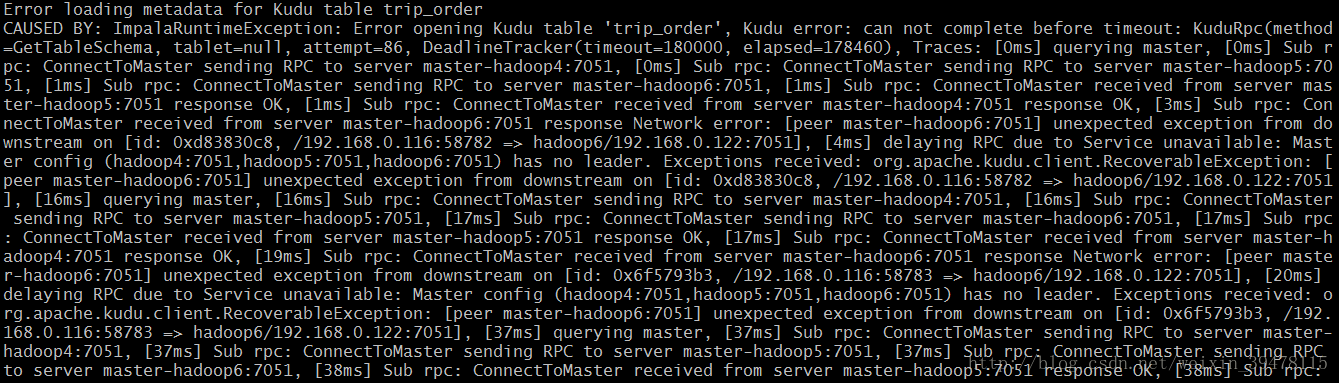 Error loading metadata for Kudu table trip_order
CAUSED BY: ImpalaRuntimeException: Error opening Kudu table 'trip_order', Kudu error: can not complete before timeout: KuduRpc(method
=GetTableSchema, tablet=null, attempt=86, DeadlineTracker(timeout=180000, elapsed=178460), Traces: [0ms] querying master, [0ms] Sub r
pc: ConnectToMaster sending RPC to server master-hadoop4:7051, [0ms] Sub rpc: ConnectToMaster sending RPC to server master-hadoop5:70
51, [1ms] Sub rpc: ConnectToMaster sending RPC to server master-hadoop6:7051, [1ms] Sub rpc: ConnectToMaster received from server mas
ter-hadoop5:7051 response OK, [1ms] Sub rpc: ConnectToMaster received from server master-hadoop4:7051 response OK, [3ms] Sub rpc: Con
nectToMaster received from server master-hadoop6:7051 response Network error: [peer master-hadoop6:7051] unexpected exception from do
wnstream on [id: 0xd83830c8, /192.168.0.116:58782 => hadoop6/192.168.0.122:7051], [4ms] delaying RPC due to Service unavailable: Mast
er config (hadoop4:7051,hadoop5:7051,hadoop6:7051) has no leader. Exceptions received: org.apache.kudu.client.RecoverableException: [
peer master-hadoop6:7051] unexpected exception from downstream on [id: 0xd83830c8, /192.168.0.116:58782 => hadoop6/192.168.0.122:7051
], [16ms] querying master, [16ms] Sub rpc: ConnectToMaster sending RPC to server master-hadoop4:7051, [16ms] Sub rpc: ConnectToMaster
sending RPC to server master-hadoop5:7051, [17ms] Sub rpc: ConnectToMaster sending RPC to server master-hadoop6:7051, [17ms] Sub rpc
: ConnectToMaster received from server master-hadoop5:7051 response OK, [17ms] Sub rpc: ConnectToMaster received from server master-h
adoop4:7051 response OK, [19ms] Sub rpc: ConnectToMaster received from server master-hadoop6:7051 response Network error: [peer maste
r-hadoop6:7051] unexpected exception from downstream on [id: 0x6f5793b3, /192.168.0.116:58783 => hadoop6/192.168.0.122:7051], [20ms]
delaying RPC due to Service unavailable: Master config (hadoop4:7051,hadoop5:7051,hadoop6:7051) has no leader. Exceptions received: o
rg.apache.kudu.client.RecoverableException: [peer master-hadoop6:7051] unexpected exception from downstream on [id: 0x6f5793b3, /192.
168.0.116:58783 => hadoop6/192.168.0.122:7051], [37ms] querying master, [37ms] Sub rpc: ConnectToMaster sending RPC to server master-
hadoop4:7051, [37ms] Sub rpc: ConnectToMaster sending RPC to server master-hadoop5:7051, [37ms] Sub rpc: ConnectToMaster sending RPC
to server master-hadoop6:7051, [38ms] Sub rpc: ConnectToMaster received from server master-hadoop5:7051 response OK, [38ms] Sub rpc:
http://blog.csdn.net/weixin_39478115